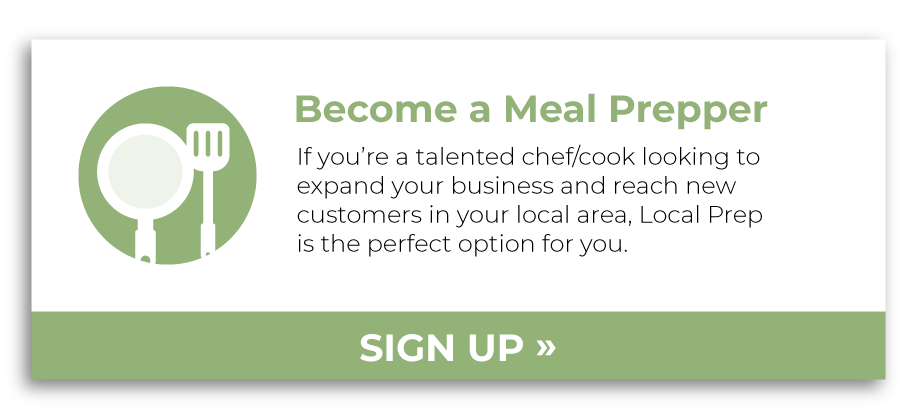 Become a Meal Prepper
If you’re a talented chef/cook looking to
expand your business and reach new
customers in your local area, Local Prep
is the perfect option for you.
SIGN UP »